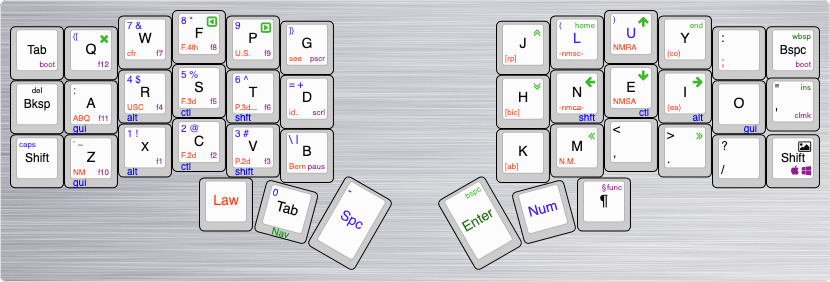 Tab boot
{[ Q f12
7 & W cfr f7
8 * F F.4th f8
9 P U.S. f9
]} G see pscr
J [rp]
( home L -nmsc-
) U NMRA
end Y (co)
: ;
wbsp Bspc boot
del Bksp
: A ABQ f11 gui
4 $ R USC f4 alt
5 % S F.3d f5 ctl
6 ^ T P.3d... f6 shft
= + D id. scrl
H [bic]
N -nmca- shft
E NMSA ctl
I (ea) alt
O gui
" ins ' clmk
caps Shift
` ~ Z NM f10 gui
1 ! X f1 alt
2 @ C F.2d f2 ctl
3 # V P.2d f3 shift
\ | B Bern paus
K [ab]
M N.M.
< ,
> .
? /
Shift
Law
0 Tab Nav
- Spc
bspc Enter
Num
§ func ¶